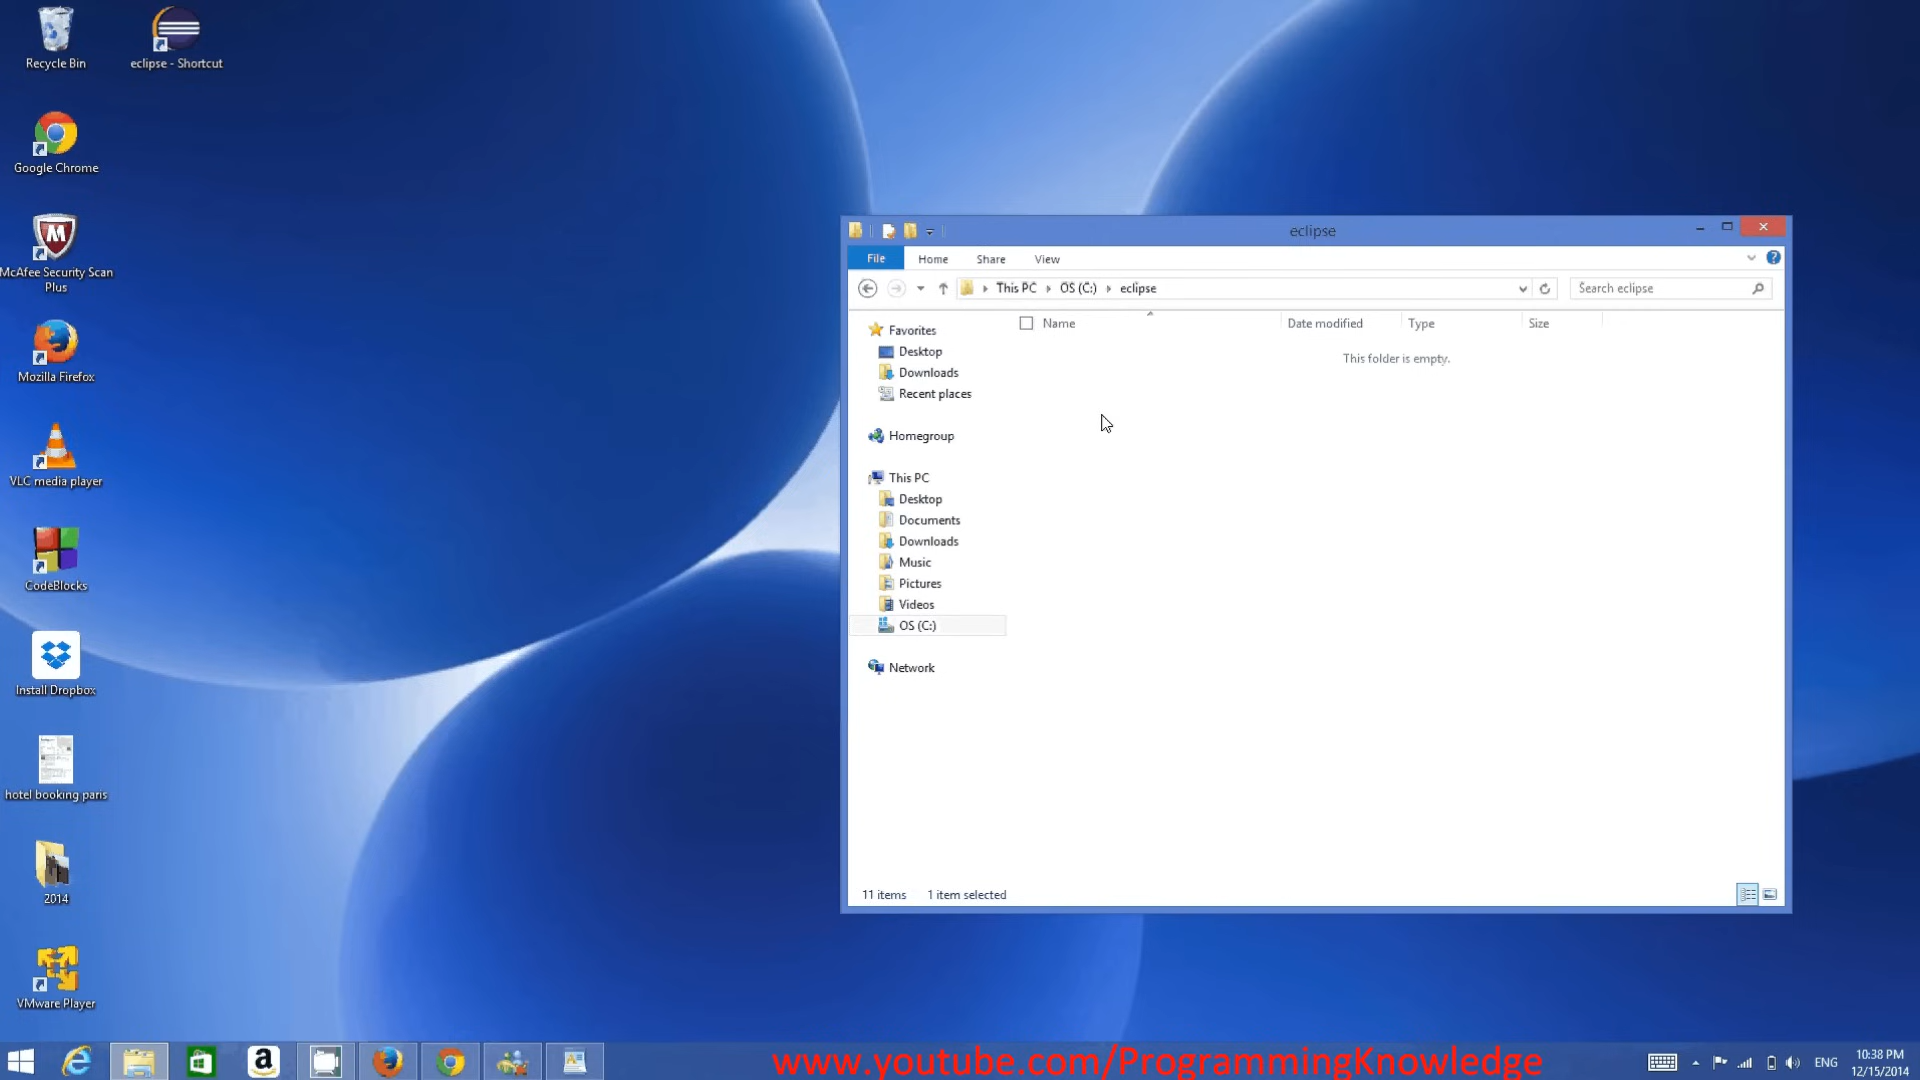 Recycle Bin
eclipse - Shortcut
Google Chrome
McAfee Security Scan
Plus
Mozilla Firefox
VLC media player
CodeBlocks
Install Dropbox
hotel booking paris
2014
VMware Player
eclipse
File
Home
Share
View
This PC
OS (C:)
eclipse
Search eclipse
Favorites
Desktop
Downloads
Recent places
Homegroup
This PC
Desktop
Documents
Downloads
Music
Pictures
Videos
OS (C:)
Network
Name
Date modified
Type
Size
This folder is empty.
11 items
1 item selected
www.youtube.com/ProgrammingKnowledge
ENG
10:38 PM
12/15/2014